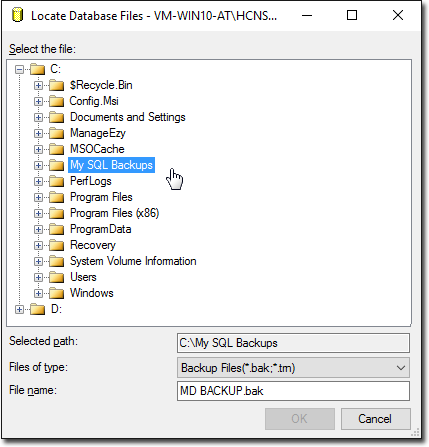 Locate Database Files - VM-WIN10-AT\HCNS...
Select the file:
C:
$Recycle.Bin
Config.Msi
Documents and Settings
ManageEzy
MSOCache
My SQL Backups
PerfLogs
Program Files
Program Files (x86)
ProgramData
Recovery
System Volume Information
Users
Windows
D:
Selected path: C:\My SQL Backups
Files of type: Backup Files(*.bak;*.trn)
File name: MD BACKUP.bak
OK Cancel